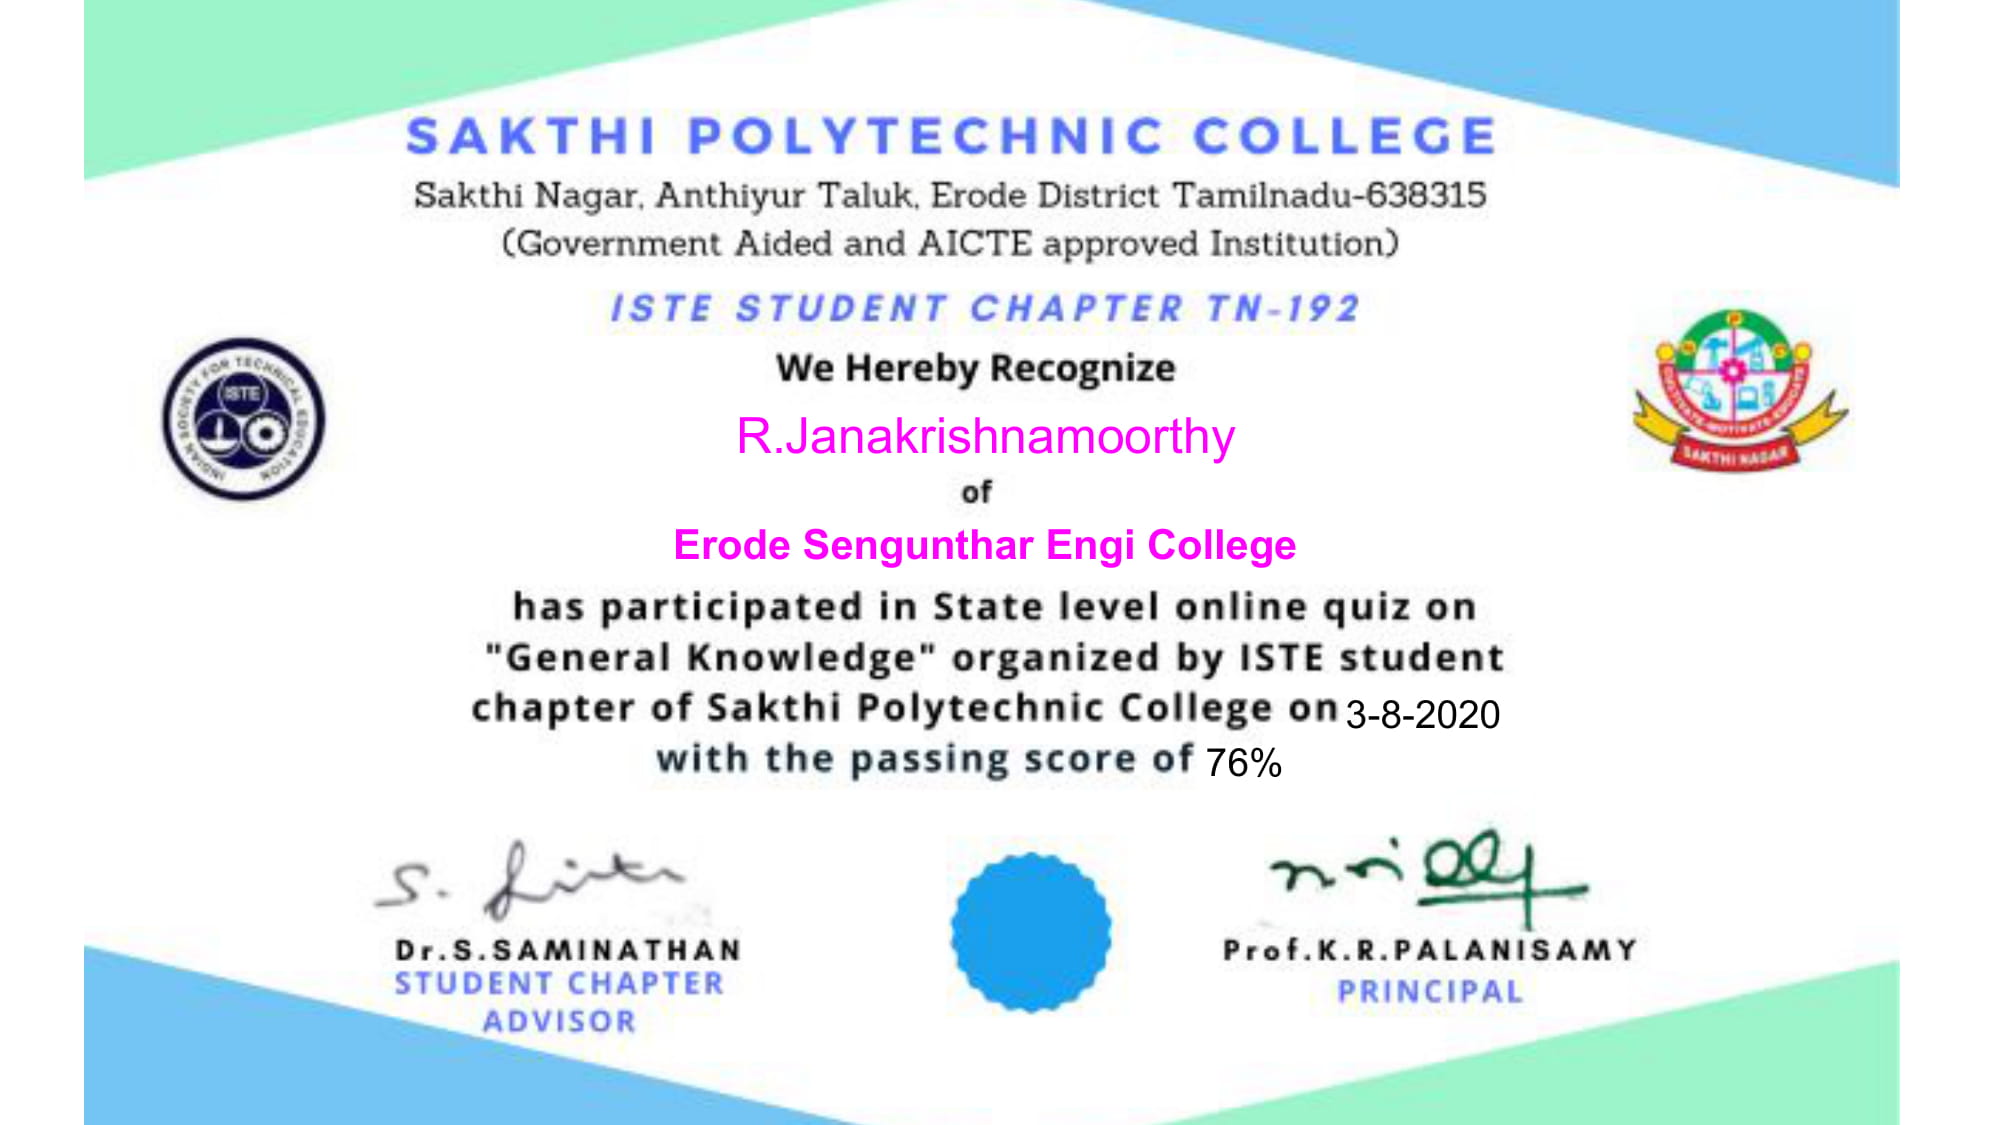 SAKTHI POLYTECHNIC COLLEGE
Sakthi Nagar, Anthiyur Taluk, Erode District Tamilnadu-638315
(Government Aided and AICTE approved Institution)
ISTE STUDENT CHAPTER TN-192
We Hereby Recognize
INDIAN SOCIETY FOR TECHNICAL EDUCATION
ISTE
N P S
CULTIVATE-MOTIVATE-EDUCATE
SAKTHI NAGAR
R.Janakrishnamoorthy
of
Erode Sengunthar Engi College
has participated in State level online quiz on
"General Knowledge" organized by ISTE student
chapter of Sakthi Polytechnic College on 3-8-2020
with the passing score of 76%
Dr.S.SAMINATHAN
STUDENT CHAPTER
ADVISOR
Prof.K.R.PALANISAMY
PRINCIPAL